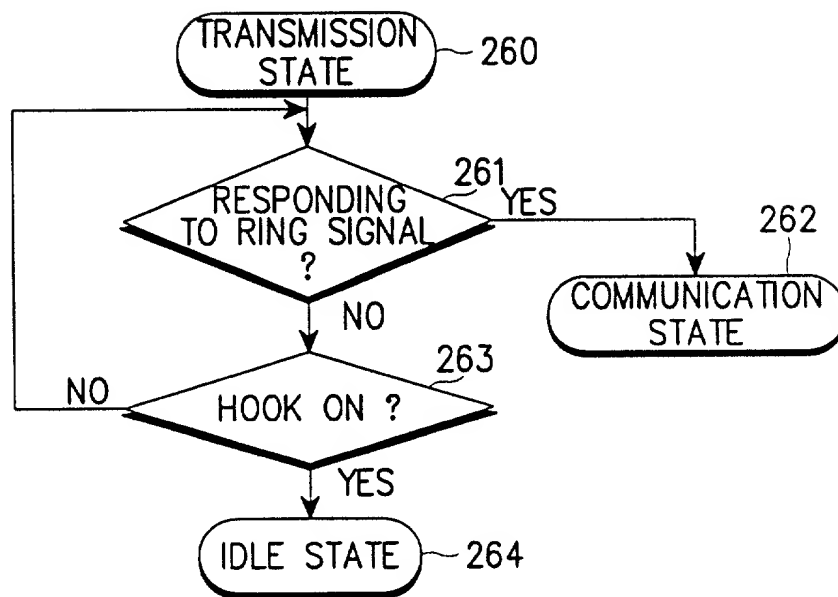 TRANSMISSION
STATE
260
RESPONDING
TO RING SIGNAL
?
261
YES
262
COMMUNICATION
STATE
NO
263
NO
HOOK ON ?
YES
IDLE STATE
264